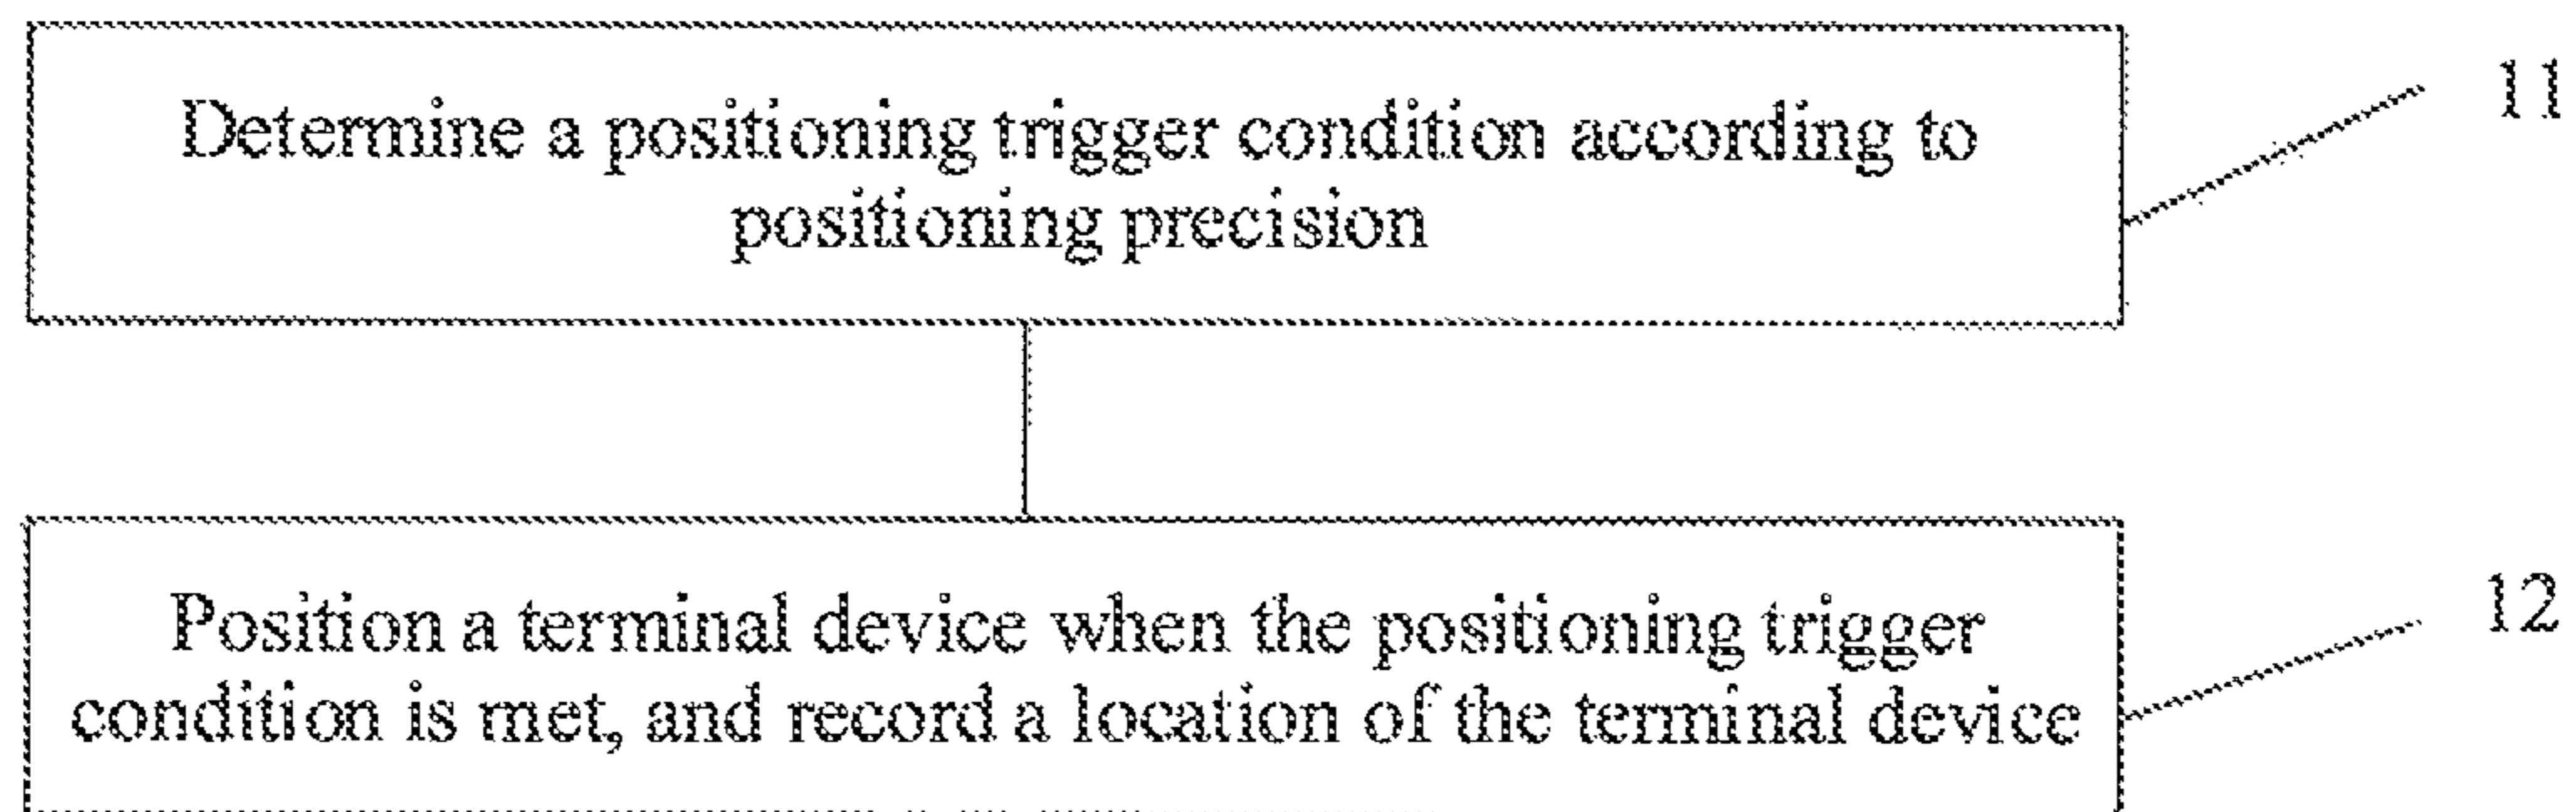 11
Determine a positioning trigger condition according to
positioning precision
12
Position a terminal device when the positioning trigger
condition is met, and record a location of the terminal device